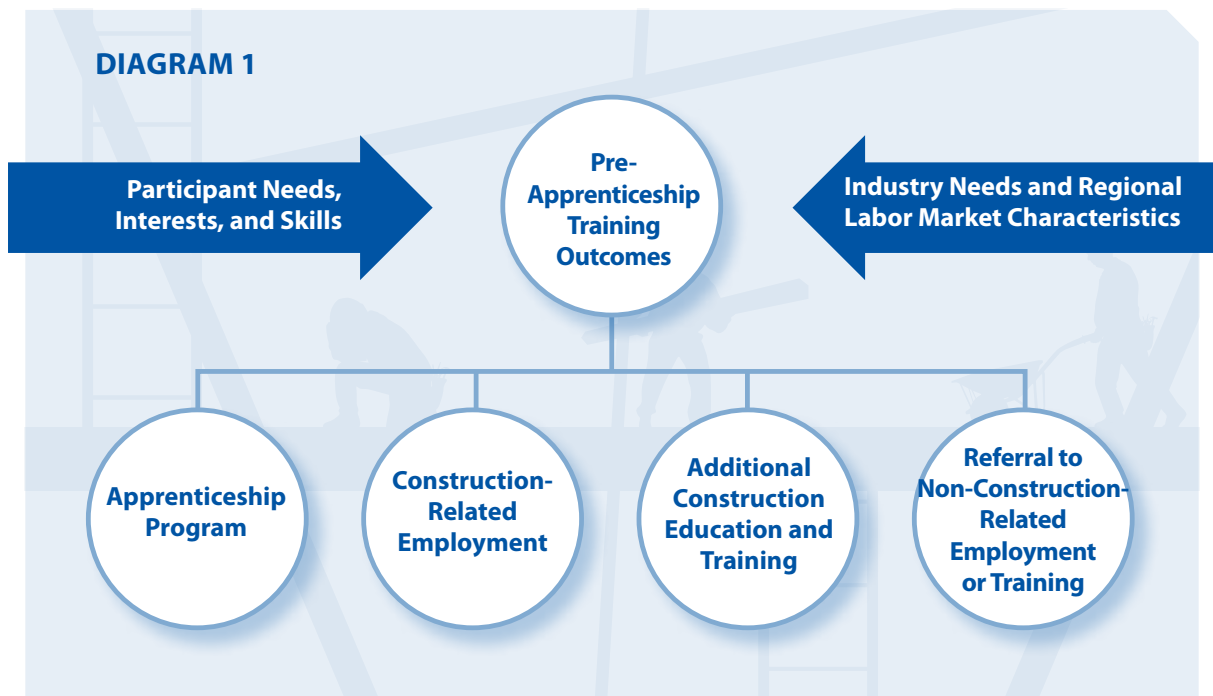 DIAGRAM 1
Participant Needs,
Interests, and Skills
Pre-
Apprenticeship
Training
Outcomes
Industry Needs and Regional
Labor Market Characteristics
Apprenticeship
Program
Construction-
Related
Employment
Additional
Construction
Education and
Training
Referral to
Non-Construction-
Related
Employment
or Training